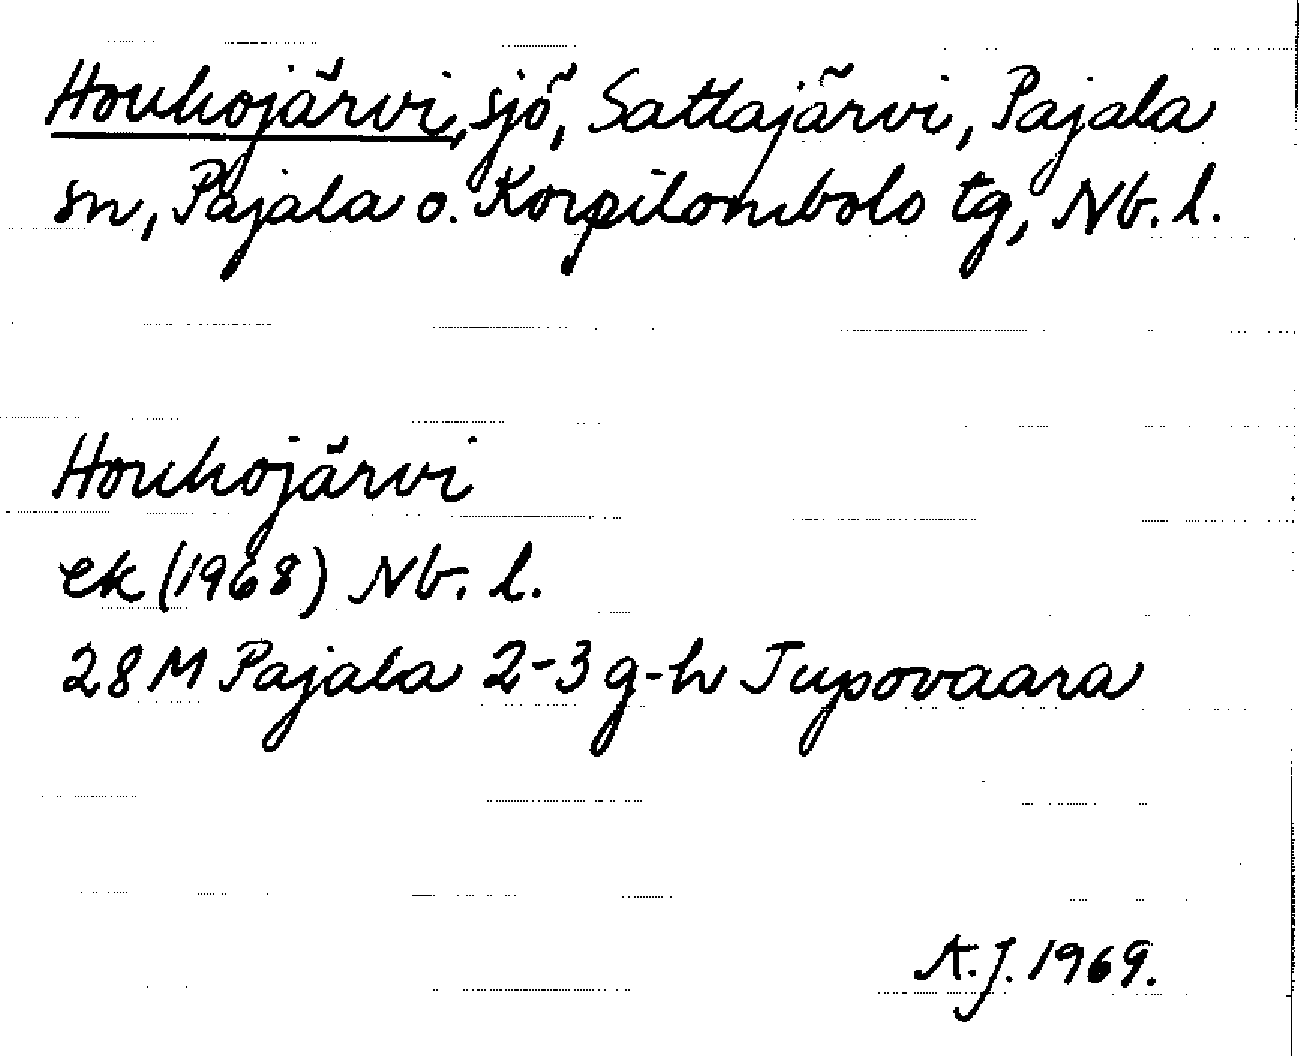 Houhojärvi, sjö, Sattajärvi, Pajala
sn, Pajala o. Korpilombolo tg, Nb. l.
Houhojärvi
ek (1968) Nb. l.
28 M Pajala 2-3 g-h Jupovaara
A.J. 1969.